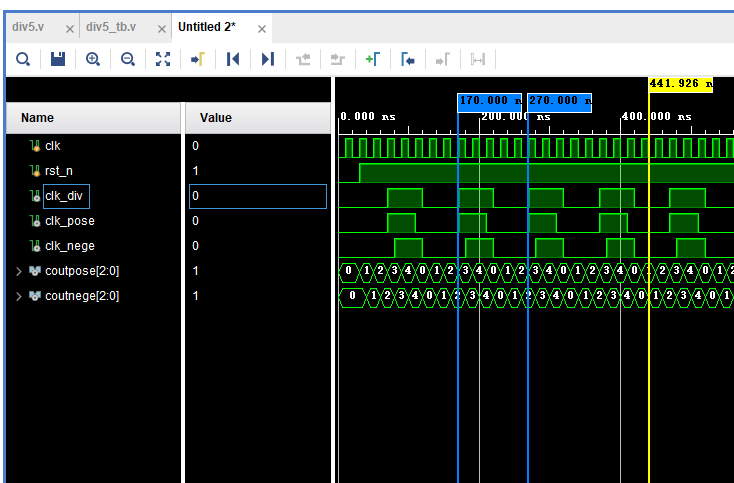 div5.v × div5_tb.v × Untitled 2* ×
441.926 n
170.000 n 270.000 n
Name Value 0.000 ns 200.000 400.000 ns
clk 0
rst_n 1
clk_div 0
clk_pose 0
clk_nege 0
coutpose[2:0] 1 0 1 2 3 4 0 1 2 3 4 0 1 2 3 4 0 1 2 3 4 0 1 2 3 4 0 1 2
coutnege[2:0] 1 0 1 2 3 4 0 1 2 3 4 0 1 2 3 4 0 1 2 3 4 0 1 2 3 4 0 1